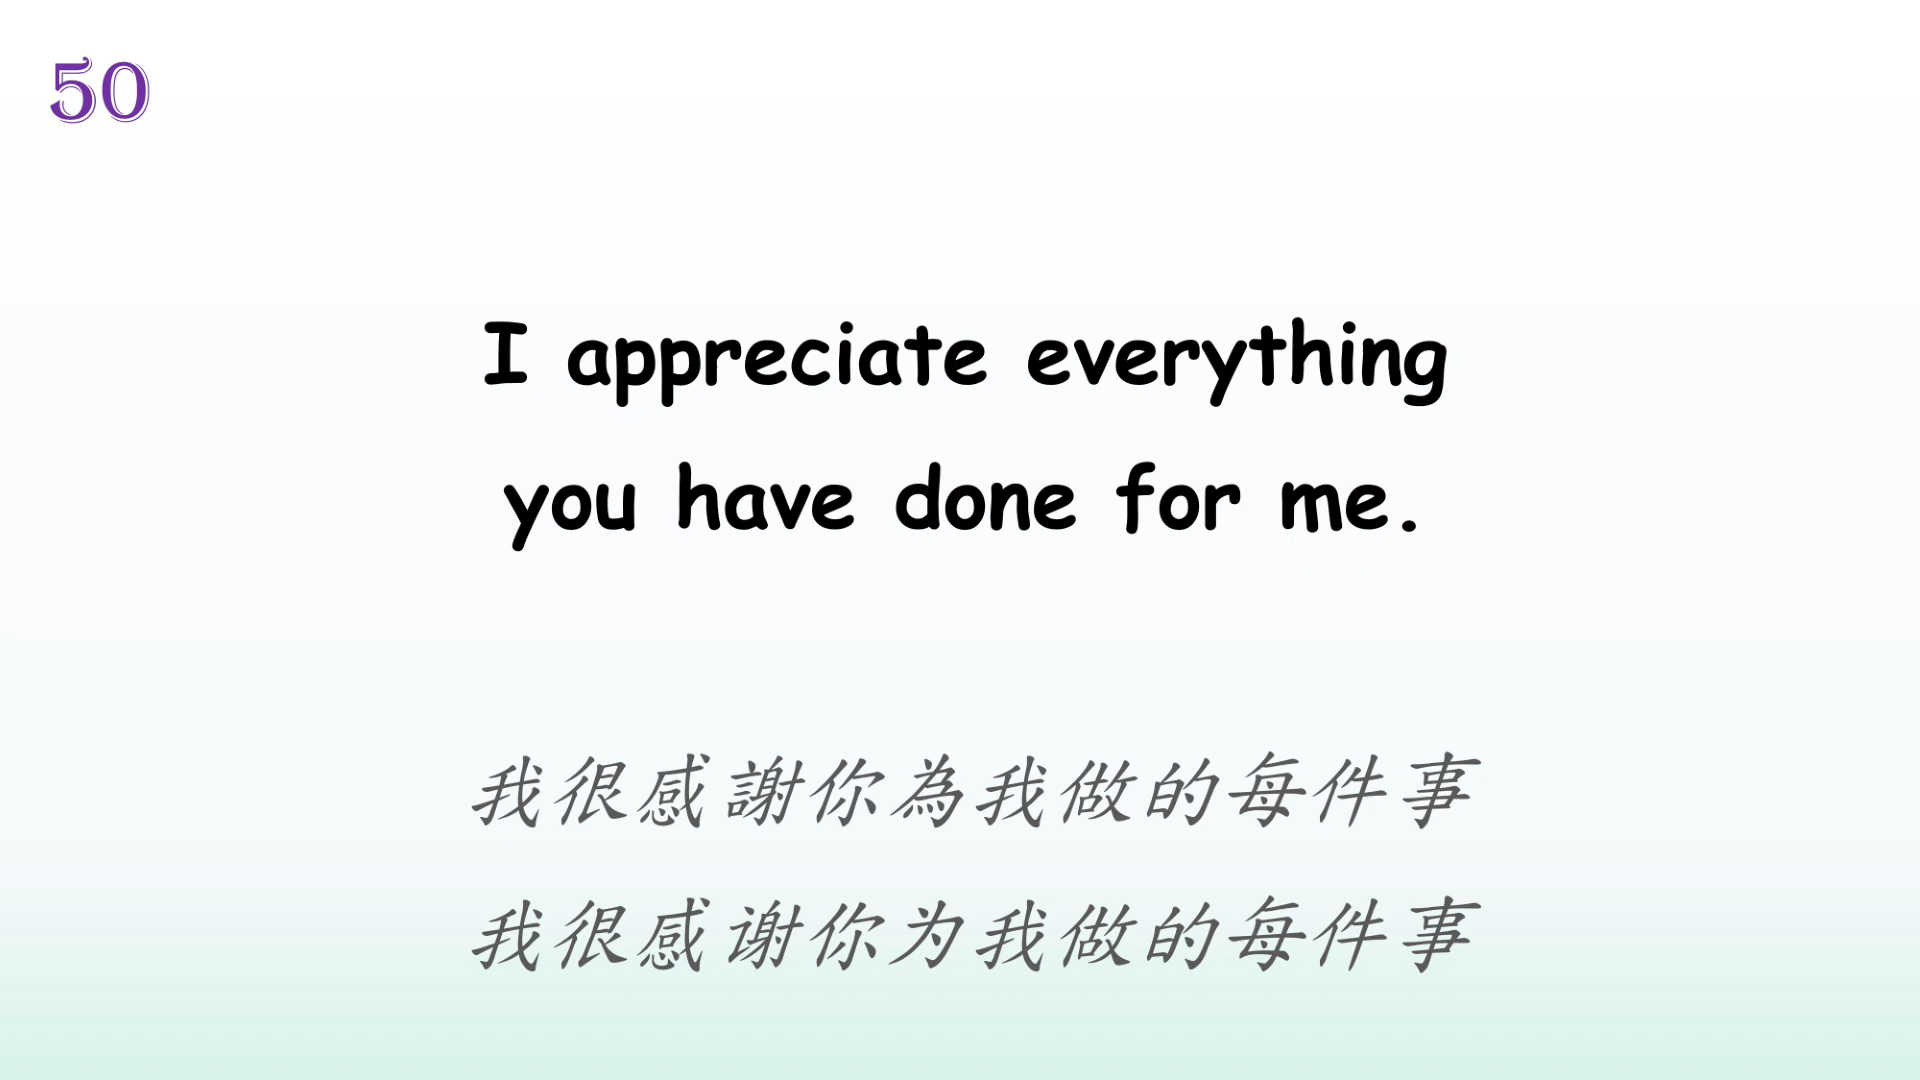 50
I appreciate everything
you have done for me.
我很感謝你為我做的每件事
我很感谢你为我做的每件事